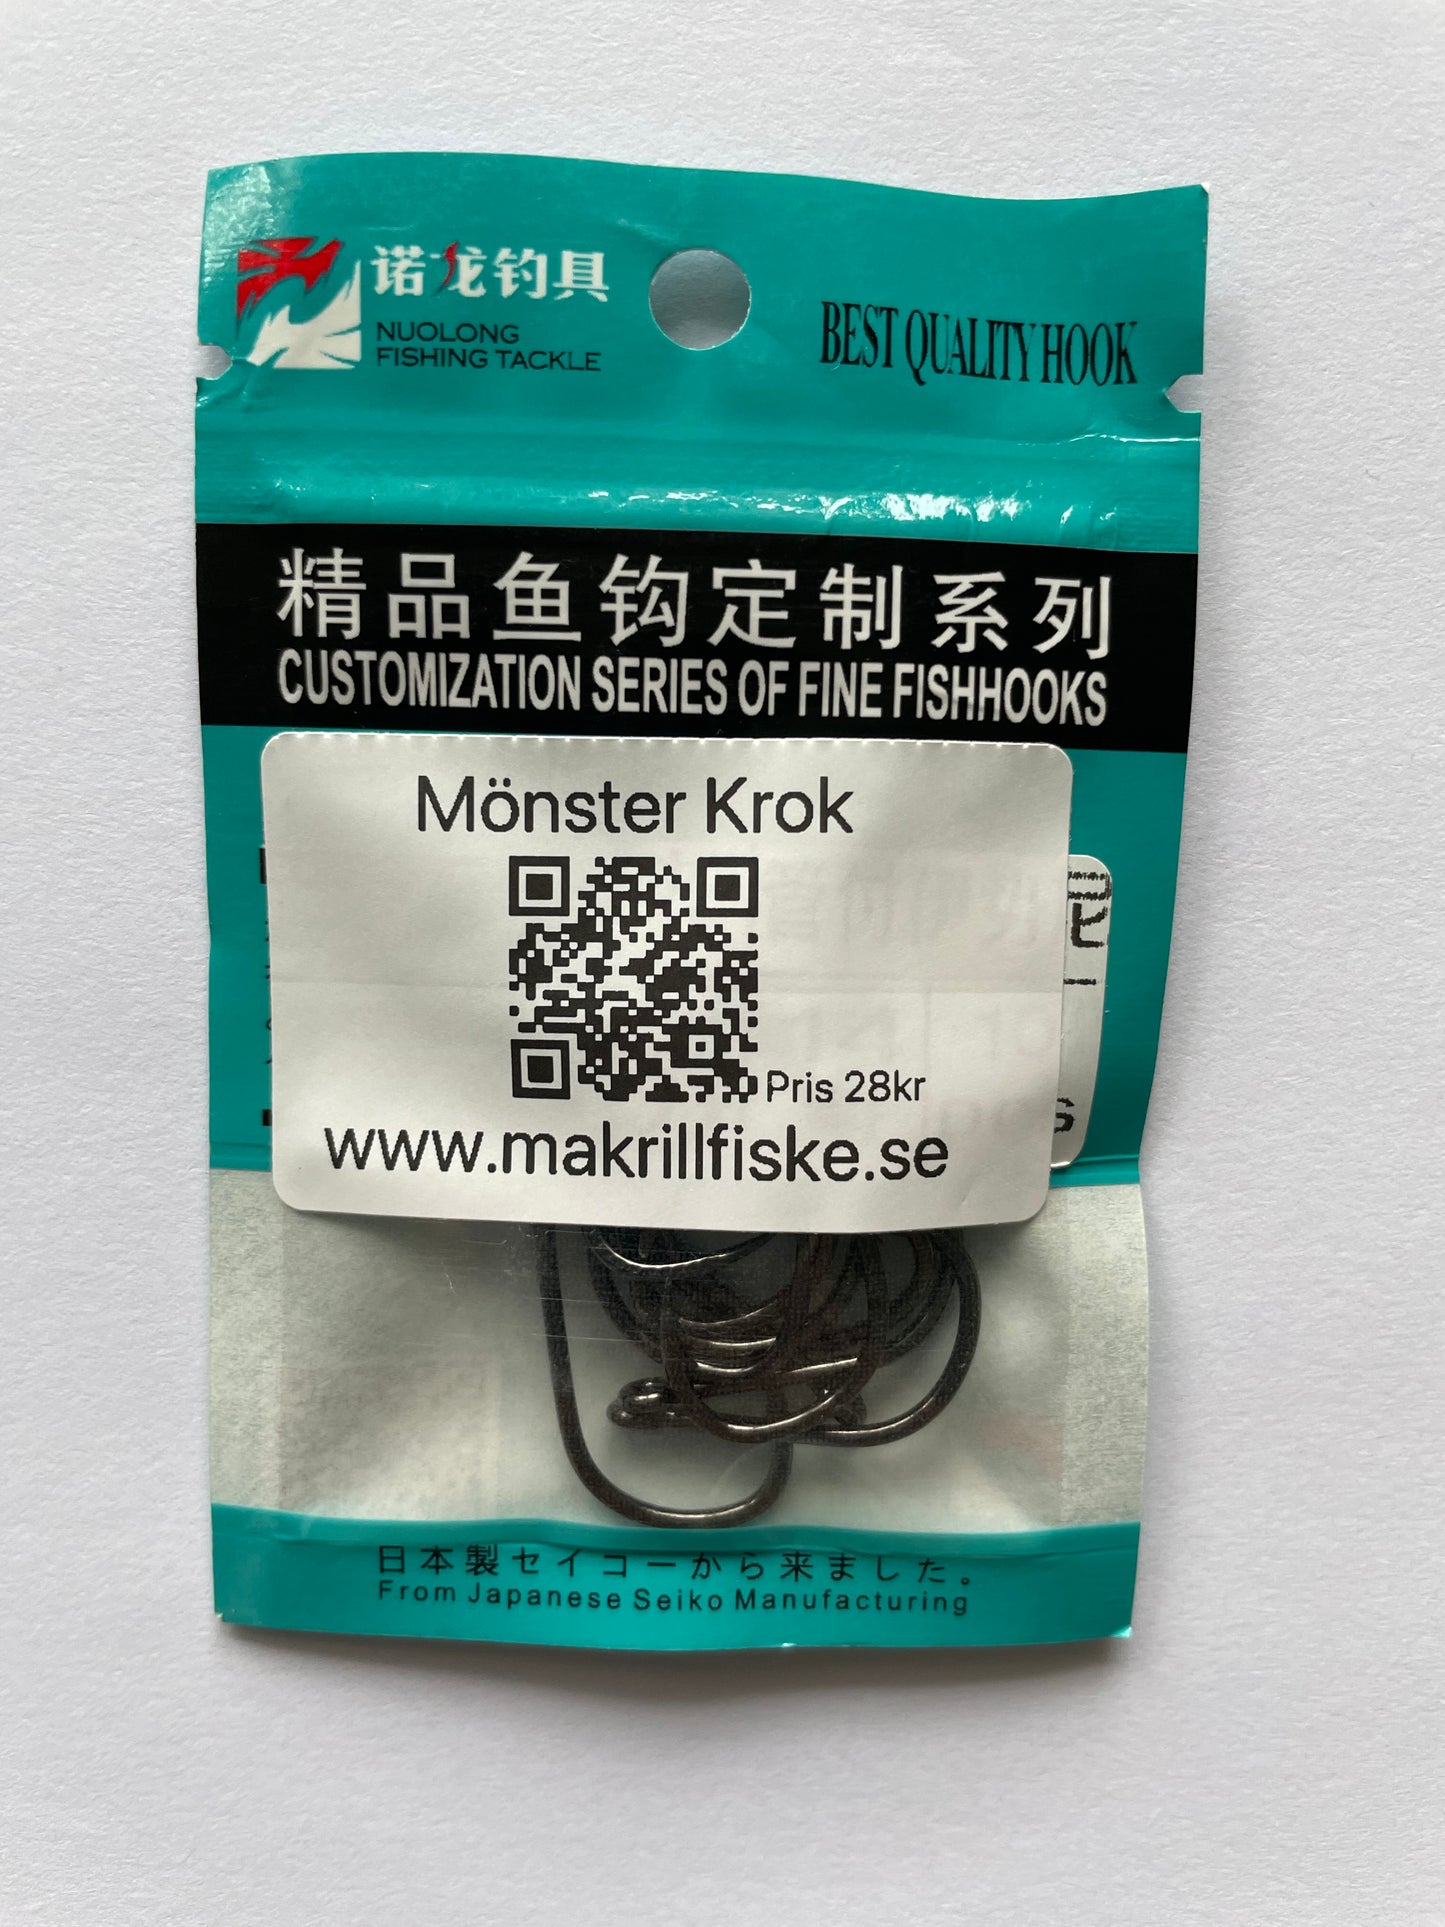 诺龙钓具
NUOLONG
FISHING TACKLE
BEST QUALITY HOOK
精品鱼钩定制系列
CUSTOMIZATION SERIES OF FINE FISHHOOKS
Mönster Krok
Pris 28kr
www.makrillfiske.se
日本製セイコーから来ました。
From Japanese Seiko Manufacturing